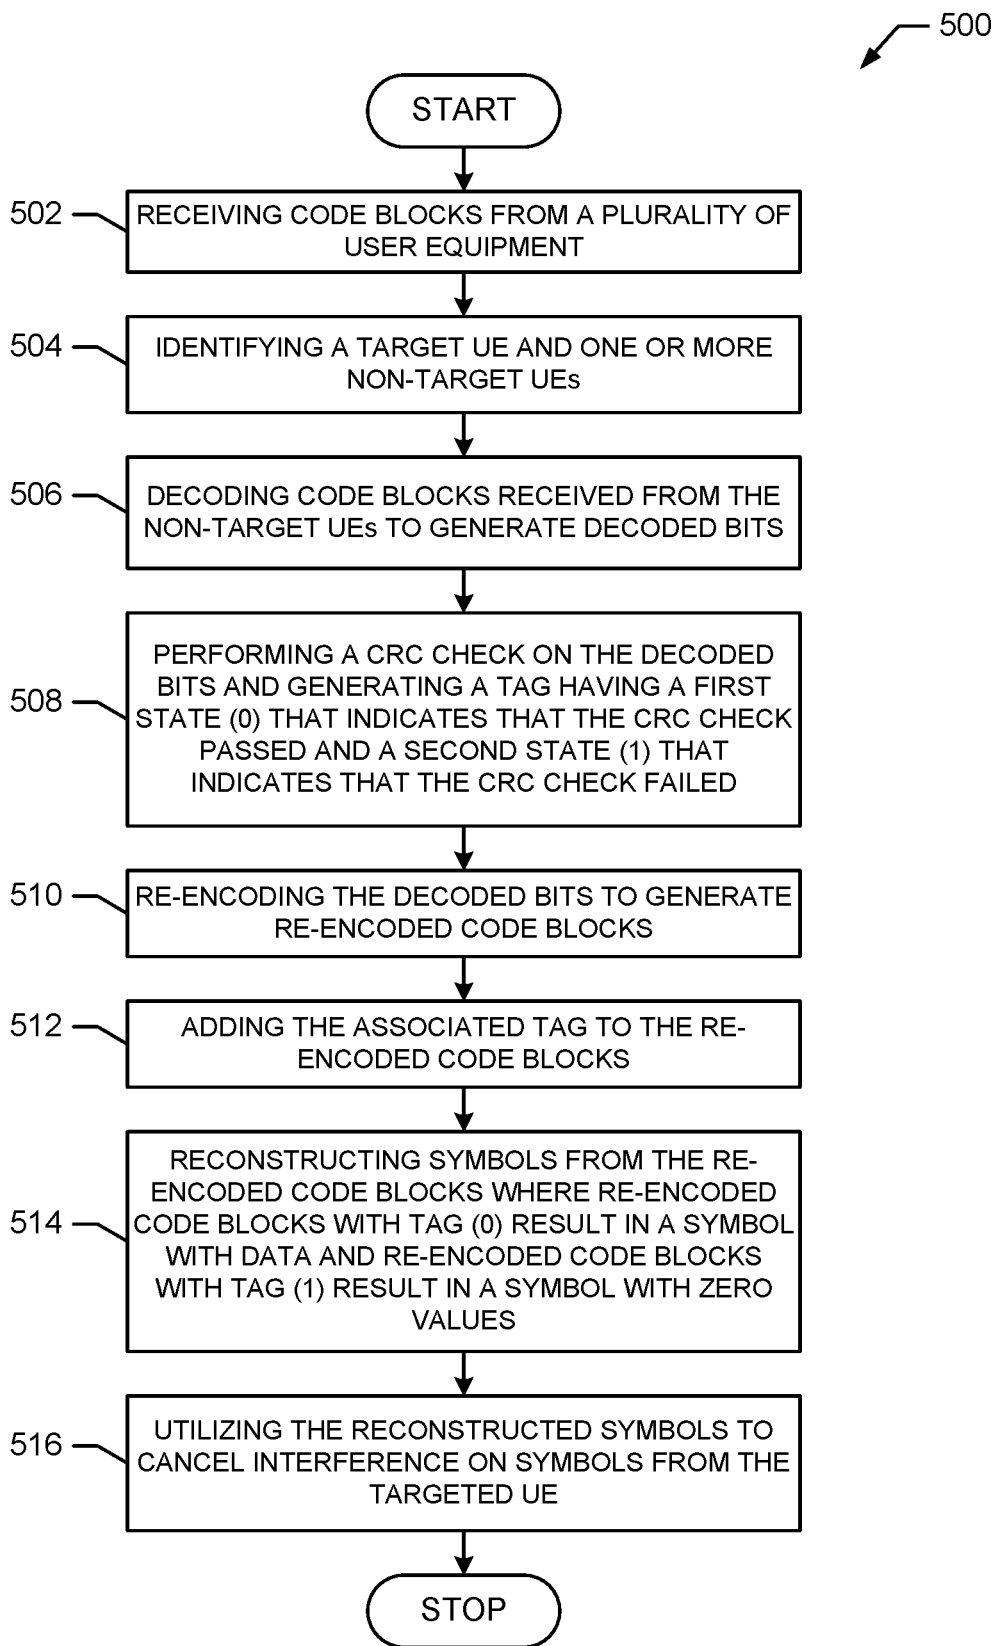 500
START
502
RECEIVING CODE BLOCKS FROM A PLURALITY OF
USER EQUIPMENT
504
IDENTIFYING A TARGET UE AND ONE OR MORE
NON-TARGET UEs
506
DECODING CODE BLOCKS RECEIVED FROM THE
NON-TARGET UEs TO GENERATE DECODED BITS
508
PERFORMING A CRC CHECK ON THE DECODED
BITS AND GENERATING A TAG HAVING A FIRST
STATE (0) THAT INDICATES THAT THE CRC CHECK
PASSED AND A SECOND STATE (1) THAT
INDICATES THAT THE CRC CHECK FAILED
510
RE-ENCODING THE DECODED BITS TO GENERATE
RE-ENCODED CODE BLOCKS
512
ADDING THE ASSOCIATED TAG TO THE RE-
ENCODED CODE BLOCKS
514
RECONSTRUCTING SYMBOLS FROM THE RE-
ENCODED CODE BLOCKS WHERE RE-ENCODED
CODE BLOCKS WITH TAG (0) RESULT IN A SYMBOL
WITH DATA AND RE-ENCODED CODE BLOCKS
WITH TAG (1) RESULT IN A SYMBOL WITH ZERO
VALUES
516
UTILIZING THE RECONSTRUCTED SYMBOLS TO
CANCEL INTERFERENCE ON SYMBOLS FROM THE
TARGETED UE
STOP